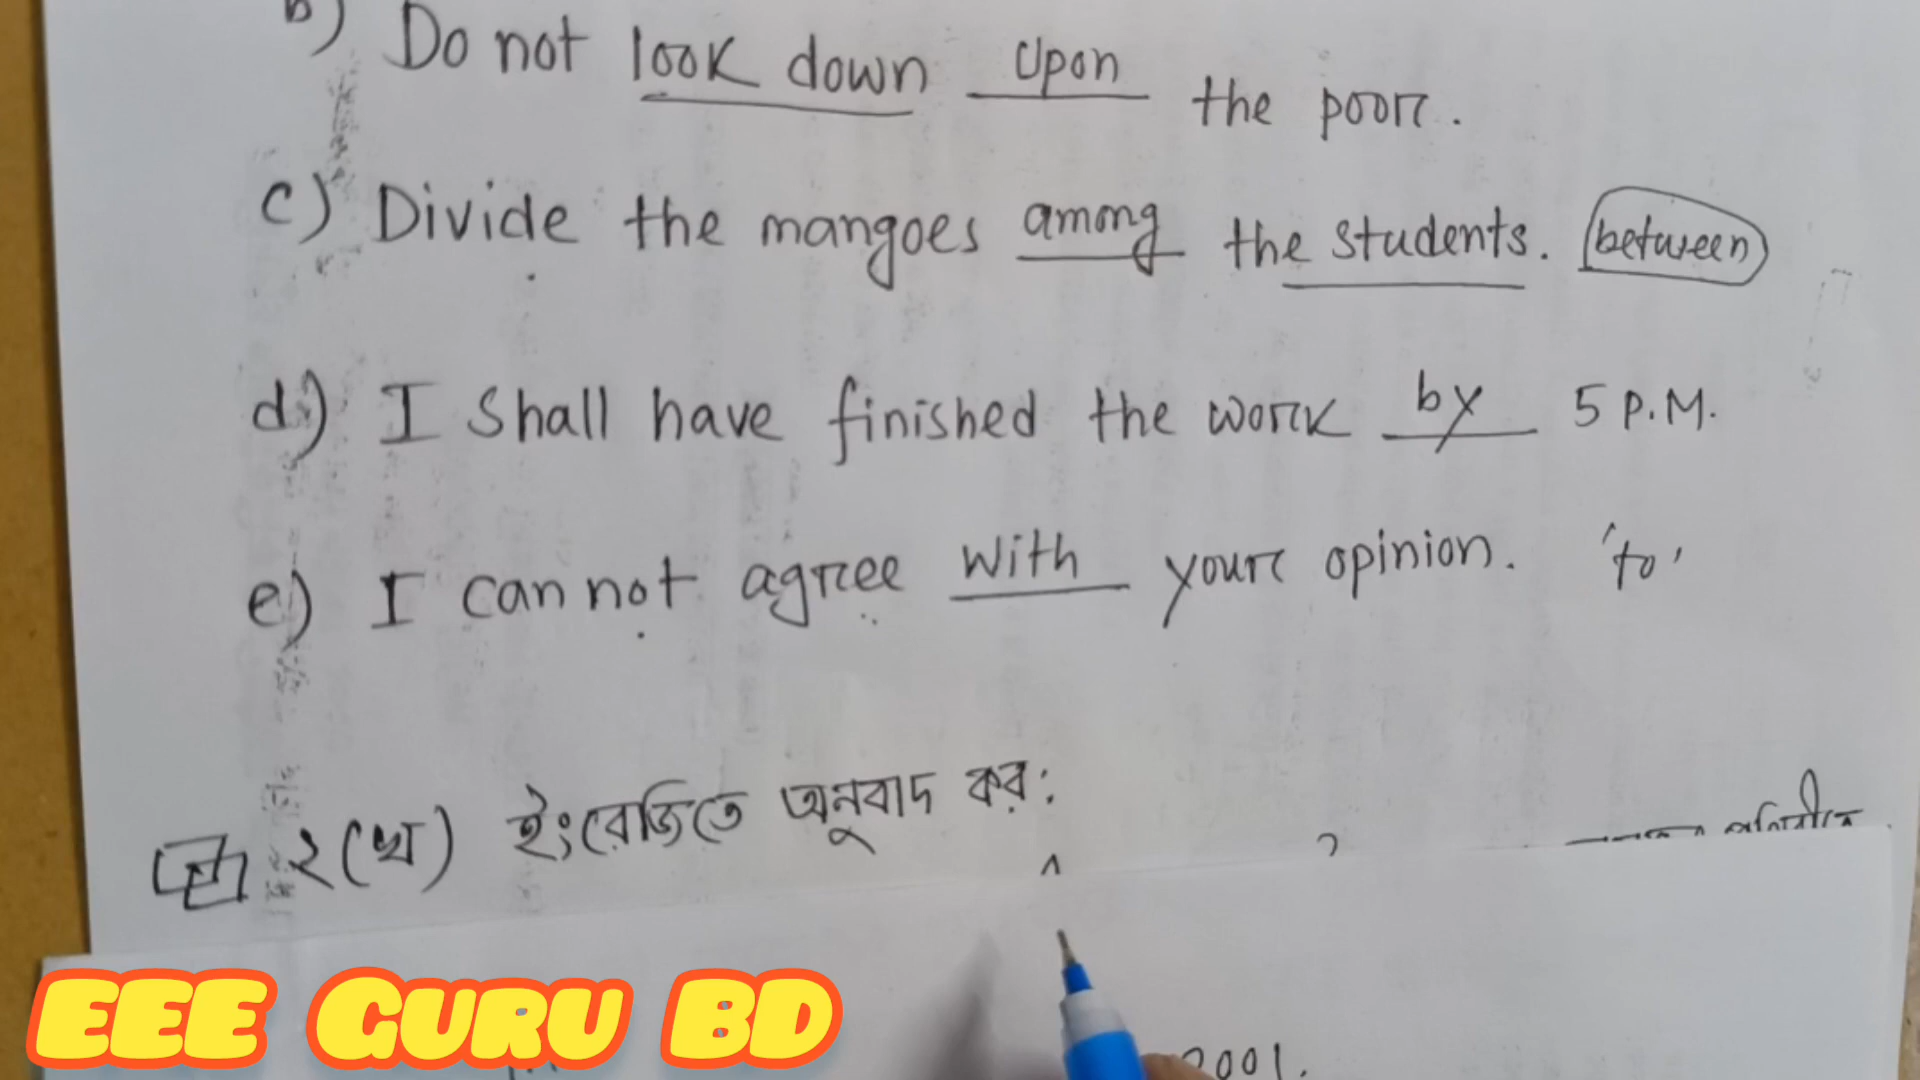 b) Do not look down upon the poor.
c) Divide the mangoes among the students. between
d) I shall have finished the work by 5 P.M.
e) I can not agree with your opinion. 'to'
২(খ) ইংরেজিতে অনুবাদ কর:
2001.
EEE GURU BD